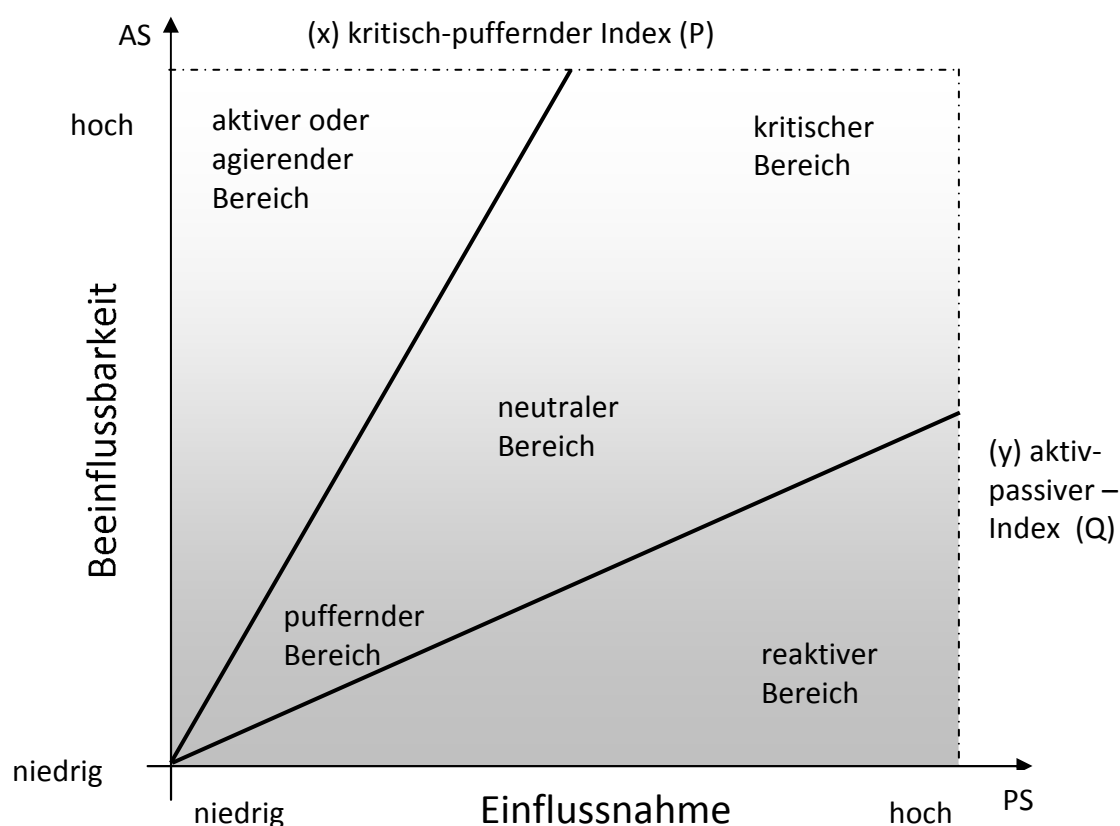 AS
(x) kritisch-puffernder Index (P)
hoch
aktiver oder
agierender
Bereich
kritischer
Bereich
Beeinflussbarkeit
neutraler
Bereich
(y) aktiv-
passiver –
Index  (Q)
puffernder
Bereich
reaktiver
Bereich
niedrig
niedrig
Einflussnahme
hoch
PS